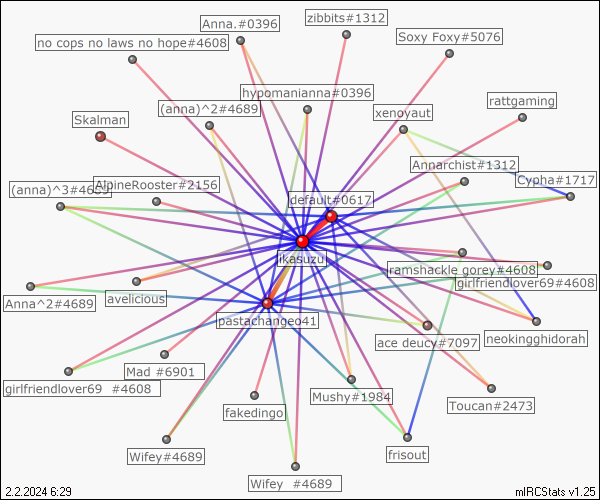 zibbits#1312
Anna.#0396
Soxy Foxy#5076
no cops no laws no hope#4608
hypomanianna#0396
rattgaming
(anna)^2#4689
xenoyaut
Skalman
Annarchist#1312
Cypha#1717
AlpineRooster#2156
(anna)^3#4689
default#0617
ikasuzu
ramshackle gorey#4608
girlfriendlover69#4608
Anna^2#4689
avelicious
pastachangeo41
neokingghidorah
ace deucy#7097
Mad #6901
girlfriendlover69 #4608
Mushy#1984
Toucan#2473
fakedingo
Wifey#4689
frisout
Wifey #4689
2.2.2024 6:29
mIRCStats v1.25